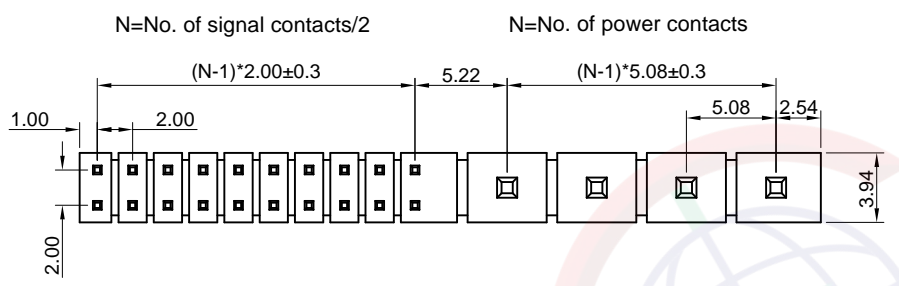 N=No. of signal contacts/2 N=No. of power contacts
(N-1)*2.00±0.3 5.22 (N-1)*5.08±0.3
1.00 2.00 5.08 2.54
3.94
2.00